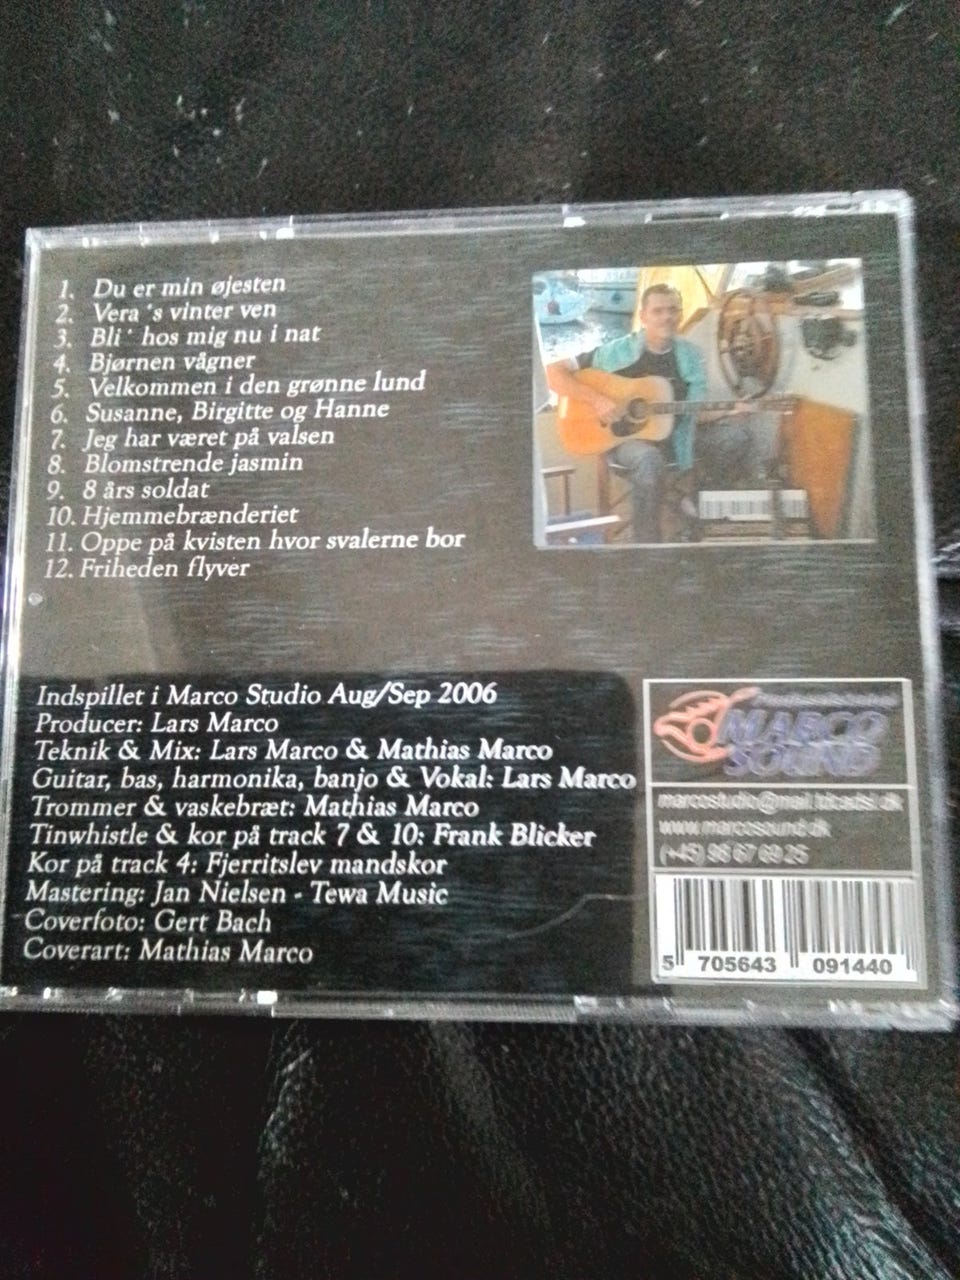 1. Du er min øjesten
2. Vera 's vinter ven
3. Bli' hos mig nu i nat
4. Bjørnen vågner
5. Velkommen i den grønne lund
6. Susanne, Birgitte og Hanne
7. Jeg har været på valsen
8. Blomstrende jasmin
9. 8 års soldat
10. Hjemmebrænderiet
11. Oppe på kvisten hvor svalerne bor
12. Friheden flyver
Indspillet i Marco Studio Aug/Sep 2006
Producer: Lars Marco
Teknik & Mix: Lars Marco & Mathias Marco
Guitar, bas, harmonika, banjo & Vokal: Lars Marco
Trommer & vaskebræt: Mathias Marco
Tinwhistle & kor på track 7 & 10: Frank Blicker
Kor på track 4: Fjerritslev mandskor
Mastering: Jan Nielsen - Tewa Music
Coverfoto: Gert Bach
Coverart: Mathias Marco
MARCO
SOUND
marcostudio@mail.tdcadsl.dk
www.marcosound.dk
(+45) 98 67 69 25
5 705643 091440